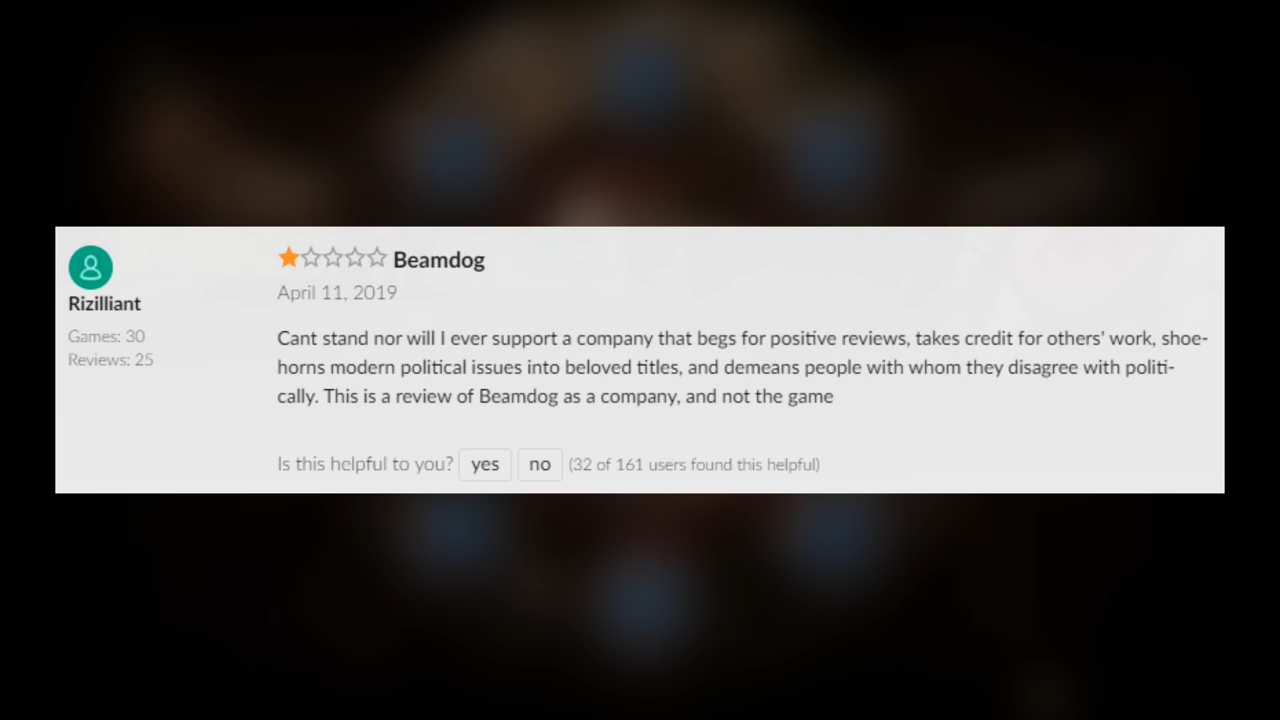 Beamdog
April 11, 2019
Rizilliant
Games: 30
Reviews: 25
Cant stand nor will I ever support a company that begs for positive reviews, takes credit for others' work, shoe-
horns modern political issues into beloved titles, and demeans people with whom they disagree with politi-
cally. This is a review of Beamdog as a company, and not the game
Is this helpful to you? yes no (32 of 161 users found this helpful)